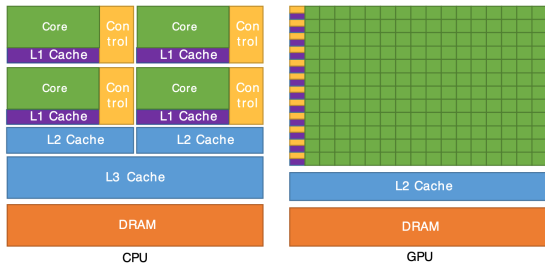 Core
Con
trol
Core
Con
trol
L1 Cache
L1 Cache
Core
Con
trol
Core
Con
trol
L1 Cache
L1 Cache
L2 Cache
L2 Cache
L3 Cache
DRAM
CPU
L2 Cache
DRAM
GPU